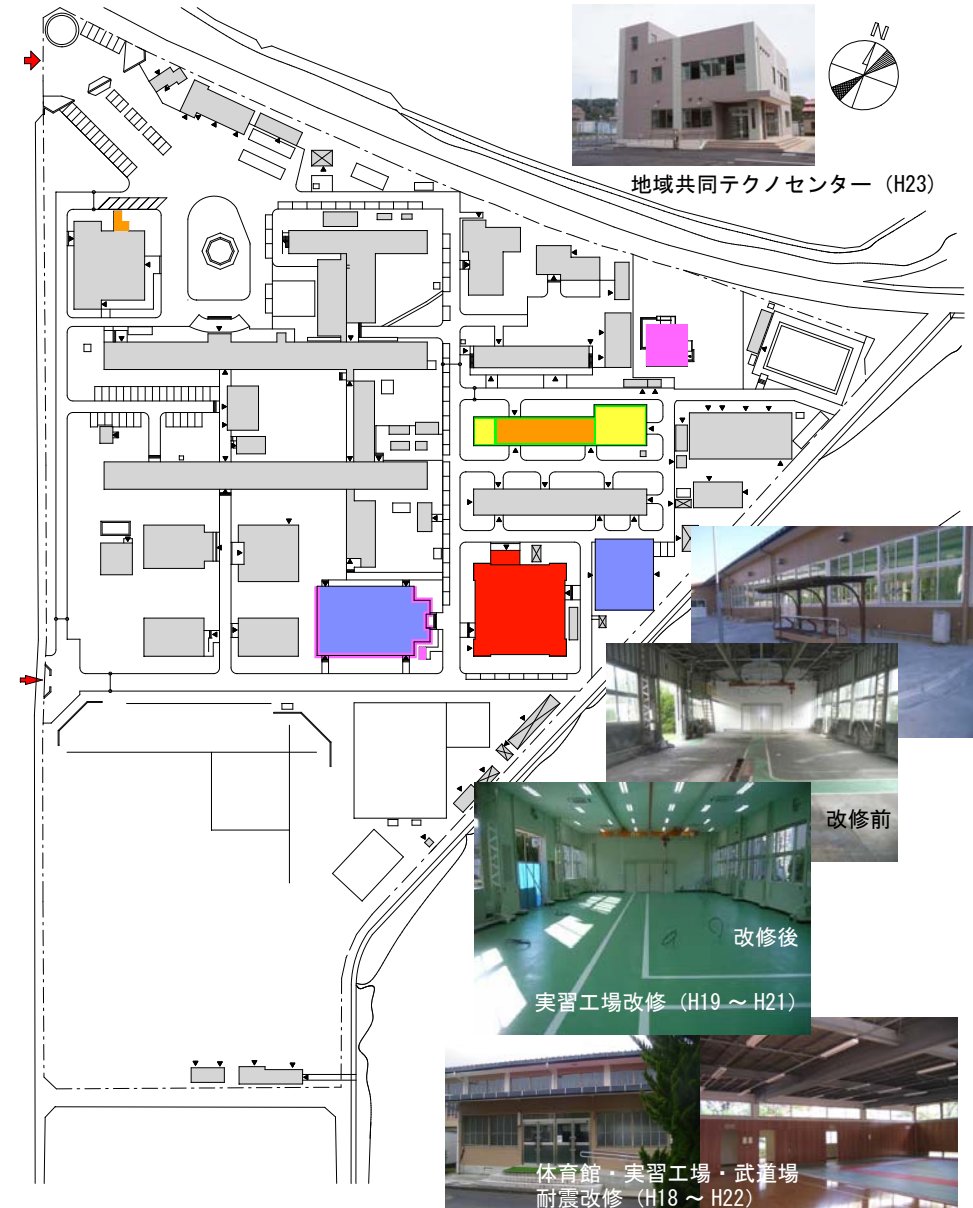 N
地域共同テクノセンター (H23)
改修前
改修後
実習工場改修 (H19 ～ H21)
体育館・実習工場・武道場
耐震改修 (H18 ～ H22)